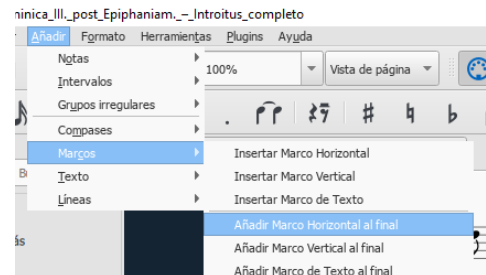 ninica_III._post_Epiphaniam._–_Introitus_completo
Añadir Formato Herramientas Plugins Ayuda
Notas
100% Vista de página
Intervalos
Grupos irregulares
Compases
Marcos Insertar Marco Horizontal
Texto Insertar Marco Vertical
Líneas Insertar Marco de Texto
Añadir Marco Horizontal al final
ás Añadir Marco Vertical al final
Añadir Marco de Texto al final